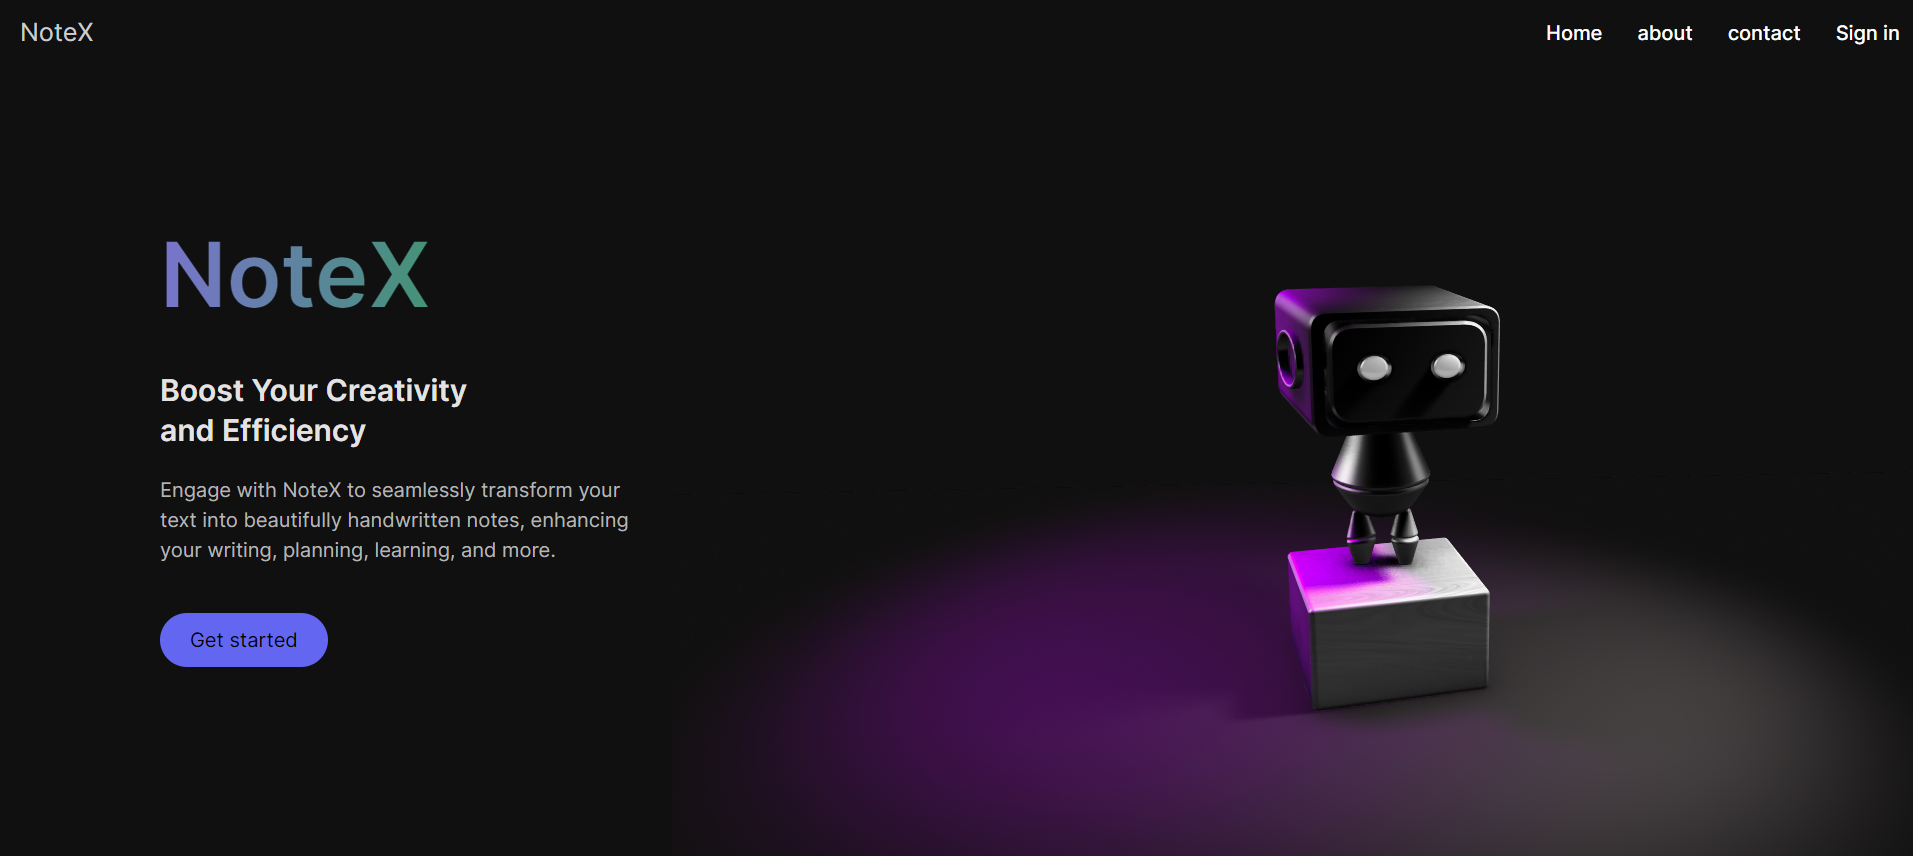 NoteX
Home about contact Sign in
NoteX
Boost Your Creativity
and Efficiency
Engage with NoteX to seamlessly transform your
text into beautifully handwritten notes, enhancing
your writing, planning, learning, and more.
Get started